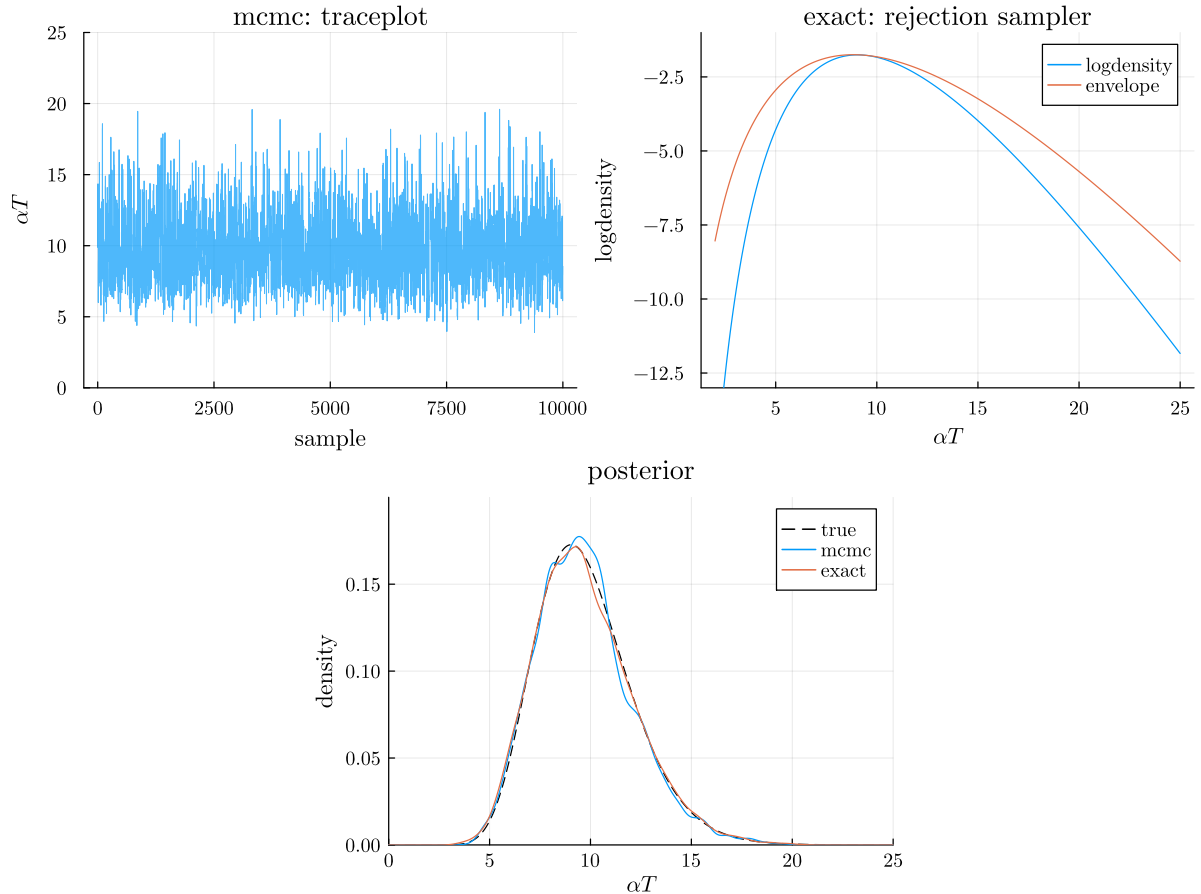 mcmc: traceplot
25
20
15
10
5
0
αT
0 2500 5000 7500 10000
sample
exact: rejection sampler
logdensity
envelope
−2.5
−5.0
−7.5
−10.0
−12.5
logdensity
5 10 15 20 25
αT
posterior
true
mcmc
exact
0.15
0.10
0.05
0.00
density
0 5 10 15 20 25
αT